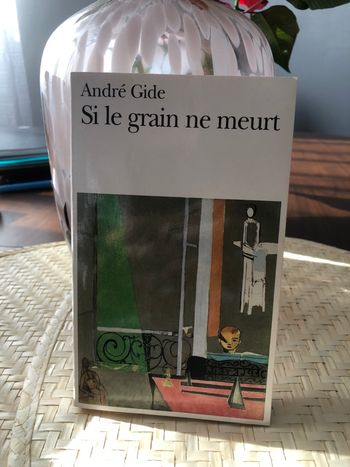 André Gide
Si le grain ne meurt